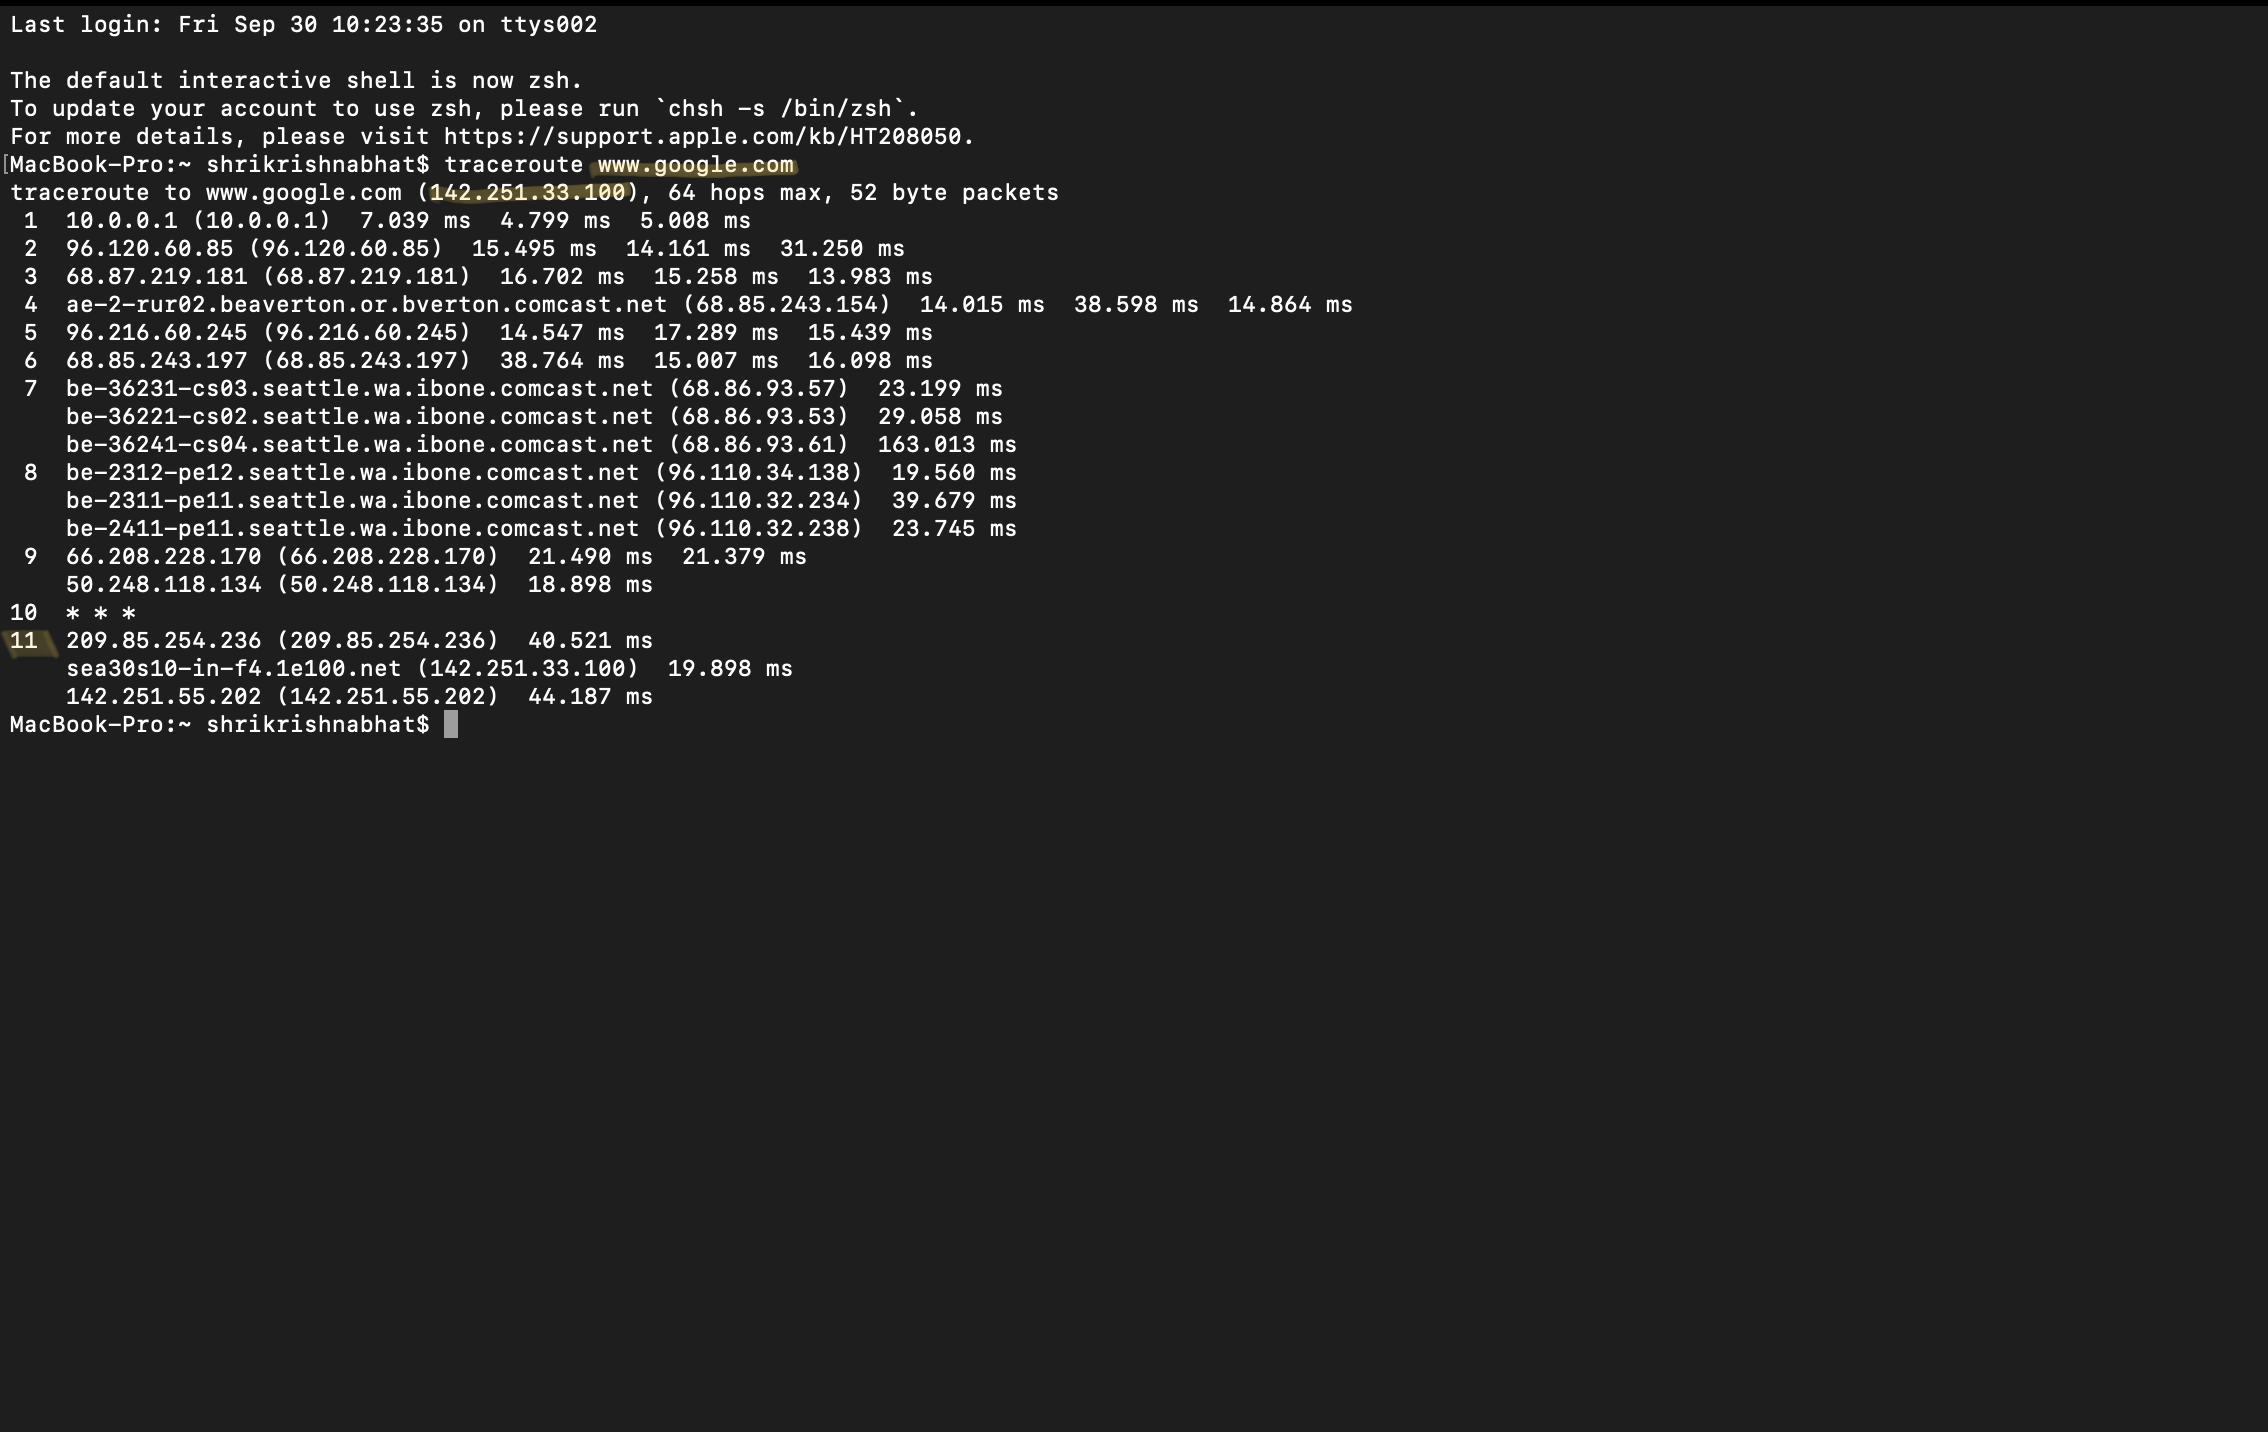 Last login: Fri Sep 30 10:23:35 on ttys002
The default interactive shell is now zsh.
To update your account to use zsh, please run `chsh -s /bin/zsh`.
For more details, please visit https://support.apple.com/kb/HT208050.
[MacBook-Pro:~ shrikrishnabhat$ traceroute www.google.com
traceroute to www.google.com (142.251.33.100), 64 hops max, 52 byte packets
 1  10.0.0.1 (10.0.0.1)  7.039 ms  4.799 ms  5.008 ms
 2  96.120.60.85 (96.120.60.85)  15.495 ms  14.161 ms  31.250 ms
 3  68.87.219.181 (68.87.219.181)  16.702 ms  15.258 ms  13.983 ms
 4  ae-2-rur02.beaverton.or.bverton.comcast.net (68.85.243.154)  14.015 ms  38.598 ms  14.864 ms
 5  96.216.60.245 (96.216.60.245)  14.547 ms  17.289 ms  15.439 ms
 6  68.85.243.197 (68.85.243.197)  38.764 ms  15.007 ms  16.098 ms
 7  be-36231-cs03.seattle.wa.ibone.comcast.net (68.86.93.57)  23.199 ms
    be-36221-cs02.seattle.wa.ibone.comcast.net (68.86.93.53)  29.058 ms
    be-36241-cs04.seattle.wa.ibone.comcast.net (68.86.93.61)  163.013 ms
 8  be-2312-pe12.seattle.wa.ibone.comcast.net (96.110.34.138)  19.560 ms
    be-2311-pe11.seattle.wa.ibone.comcast.net (96.110.32.234)  39.679 ms
    be-2411-pe11.seattle.wa.ibone.comcast.net (96.110.32.238)  23.745 ms
 9  66.208.228.170 (66.208.228.170)  21.490 ms  21.379 ms
    50.248.118.134 (50.248.118.134)  18.898 ms
10  * * *
11  209.85.254.236 (209.85.254.236)  40.521 ms
    sea30s10-in-f4.1e100.net (142.251.33.100)  19.898 ms
    142.251.55.202 (142.251.55.202)  44.187 ms
MacBook-Pro:~ shrikrishnabhat$